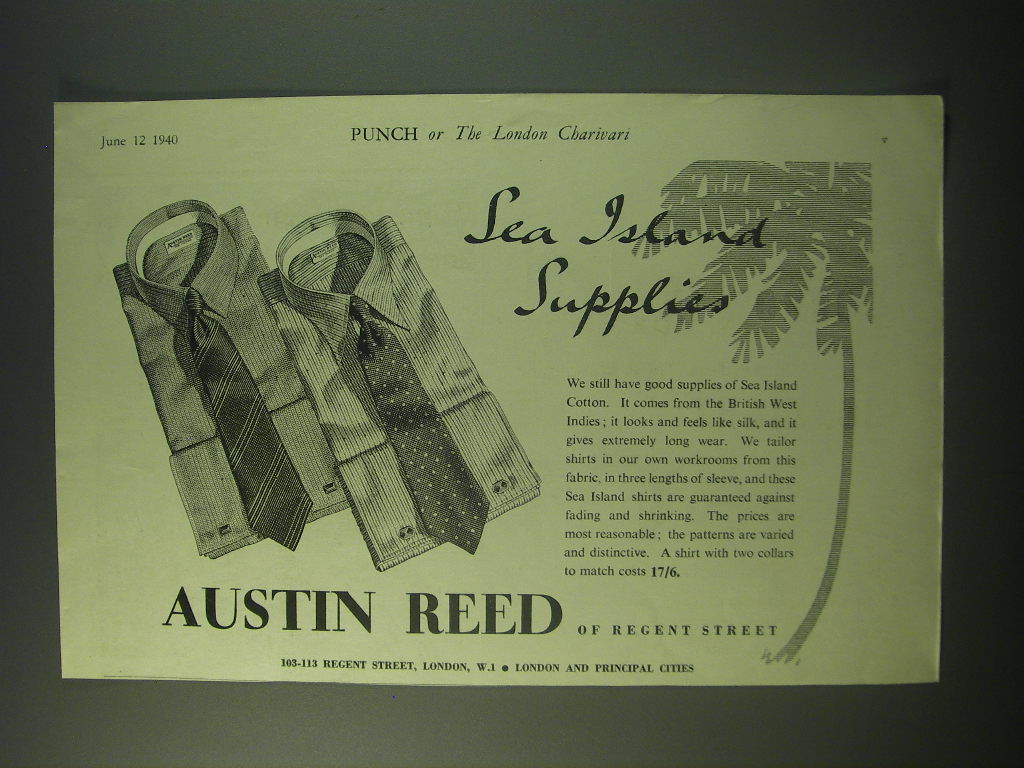 June 12 1940
PUNCH or The London Charivari
Sea Island
Supplies
AUSTIN REED
We still have good supplies of Sea Island
Cotton. It comes from the British West
Indies; it looks and feels like silk, and it
gives extremely long wear. We tailor
shirts in our own workrooms from this
fabric, in three lengths of sleeve, and these
Sea Island shirts are guaranteed against
fading and shrinking. The prices are
most reasonable; the patterns are varied
and distinctive. A shirt with two collars
to match costs 17/6.
AUSTIN REED OF REGENT STREET
103-113 REGENT STREET, LONDON, W.1 ● LONDON AND PRINCIPAL CITIES